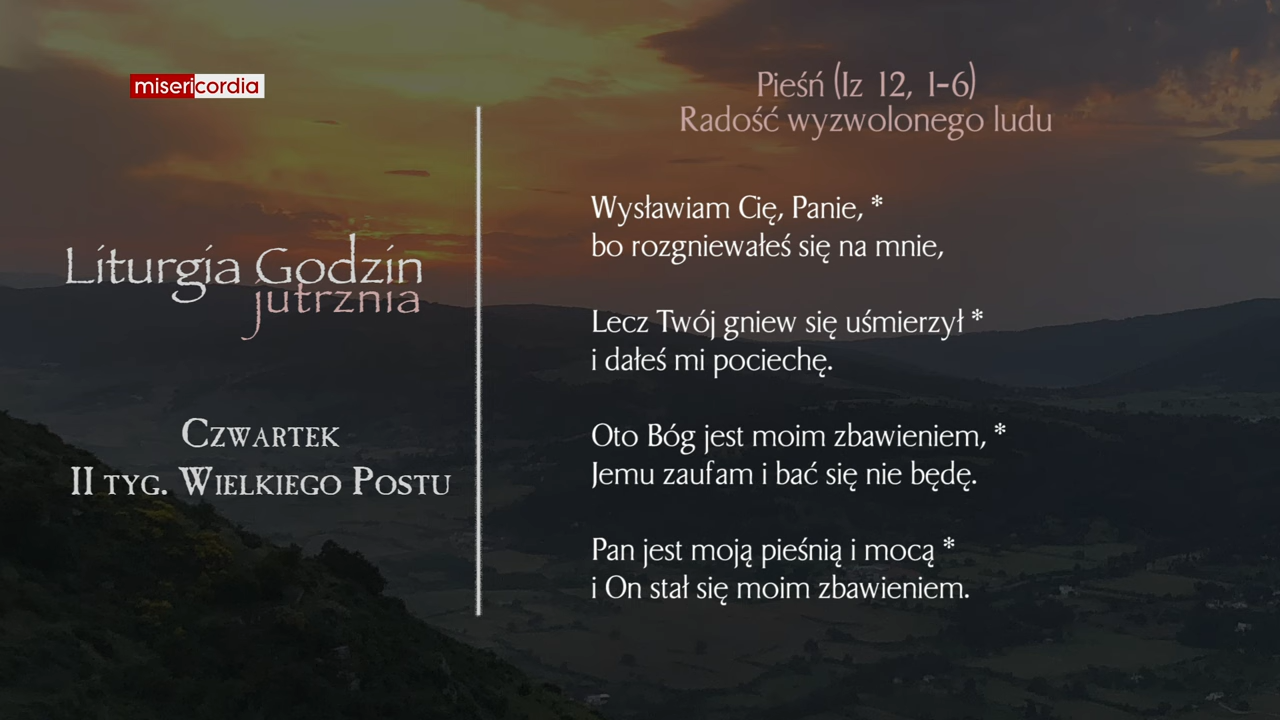 misericordia
Liturgia Godzin
jutrznia
Czwartek
II tyg. Wielkiego Postu
Pieśń (Iz 12, 1-6)
Radość wyzwolonego ludu
Wysławiam Cię, Panie, *
bo rozgniewałeś się na mnie,
Lecz Twój gniew się uśmierzył *
i dałeś mi pociechę.
Oto Bóg jest moim zbawieniem, *
Jemu zaufam i bać się nie będę.
Pan jest moją pieśnią i mocą *
i On stał się moim zbawieniem.